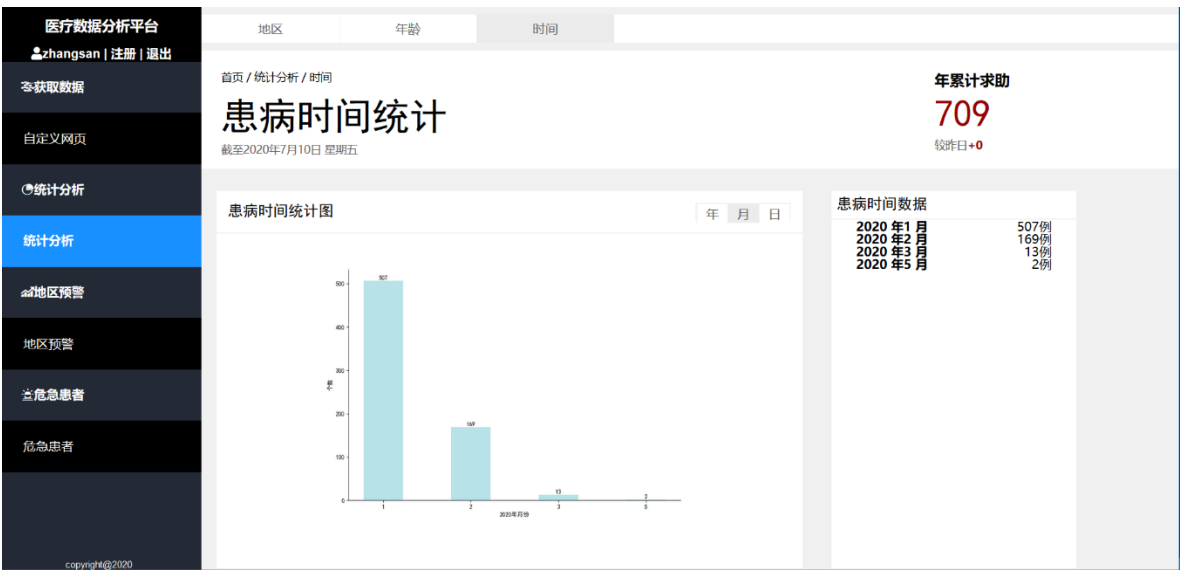 医疗数据分析平台
zhangsan | 注册 | 退出
获取数据
自定义网页
统计分析
统计分析
地区预警
地区预警
危急患者
危急患者
copyright@2020
地区 年龄 时间
首页 / 统计分析 / 时间
患病时间统计
截至2020年7月10日 星期五
年累计求助
709
较昨日+0
患病时间统计图
年 月 日
507
500
400
个数
300
200
169
100
13
2
0
1 2 3 5
2020年月份
患病时间数据
2020 年1 月 507例
2020 年2 月 169例
2020 年3 月 13例
2020 年5 月 2例